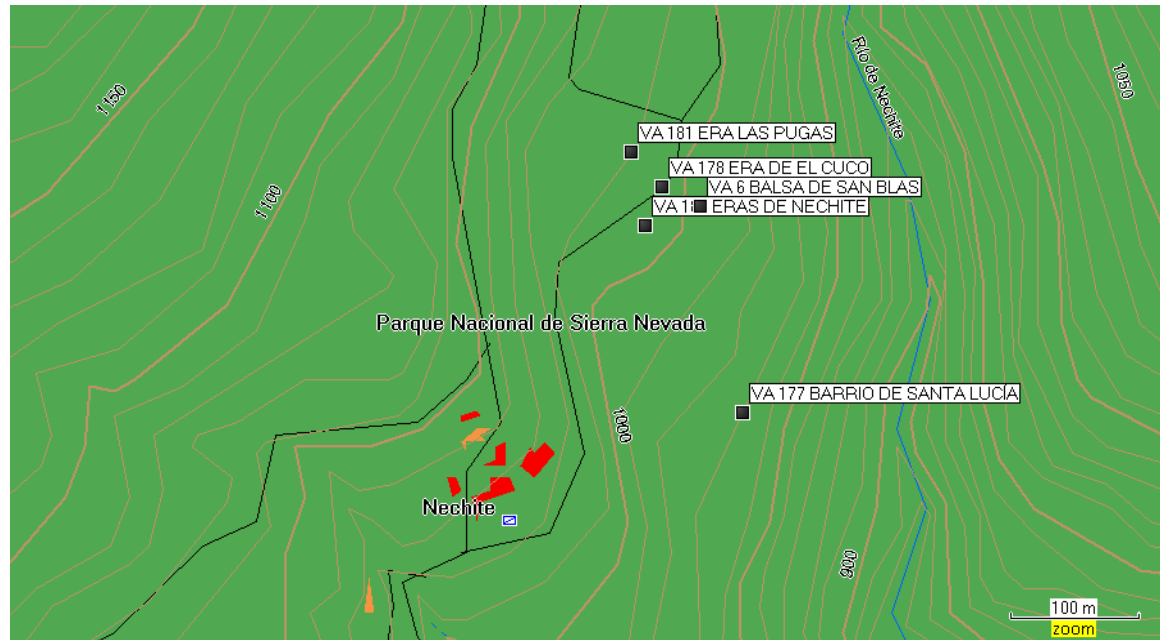 Río de Nechite
1050
1150
VA 181 ERA LAS PUGAS
VA 178 ERA DE EL CUCO
1100
VA 6 BALSA DE SAN BLAS
ERAS DE NECHITE
Parque Nacional de Sierra Nevada
VA 177 BARRIO DE SANTA LUCÍA
1000
Nechite
900
100 m
zoom